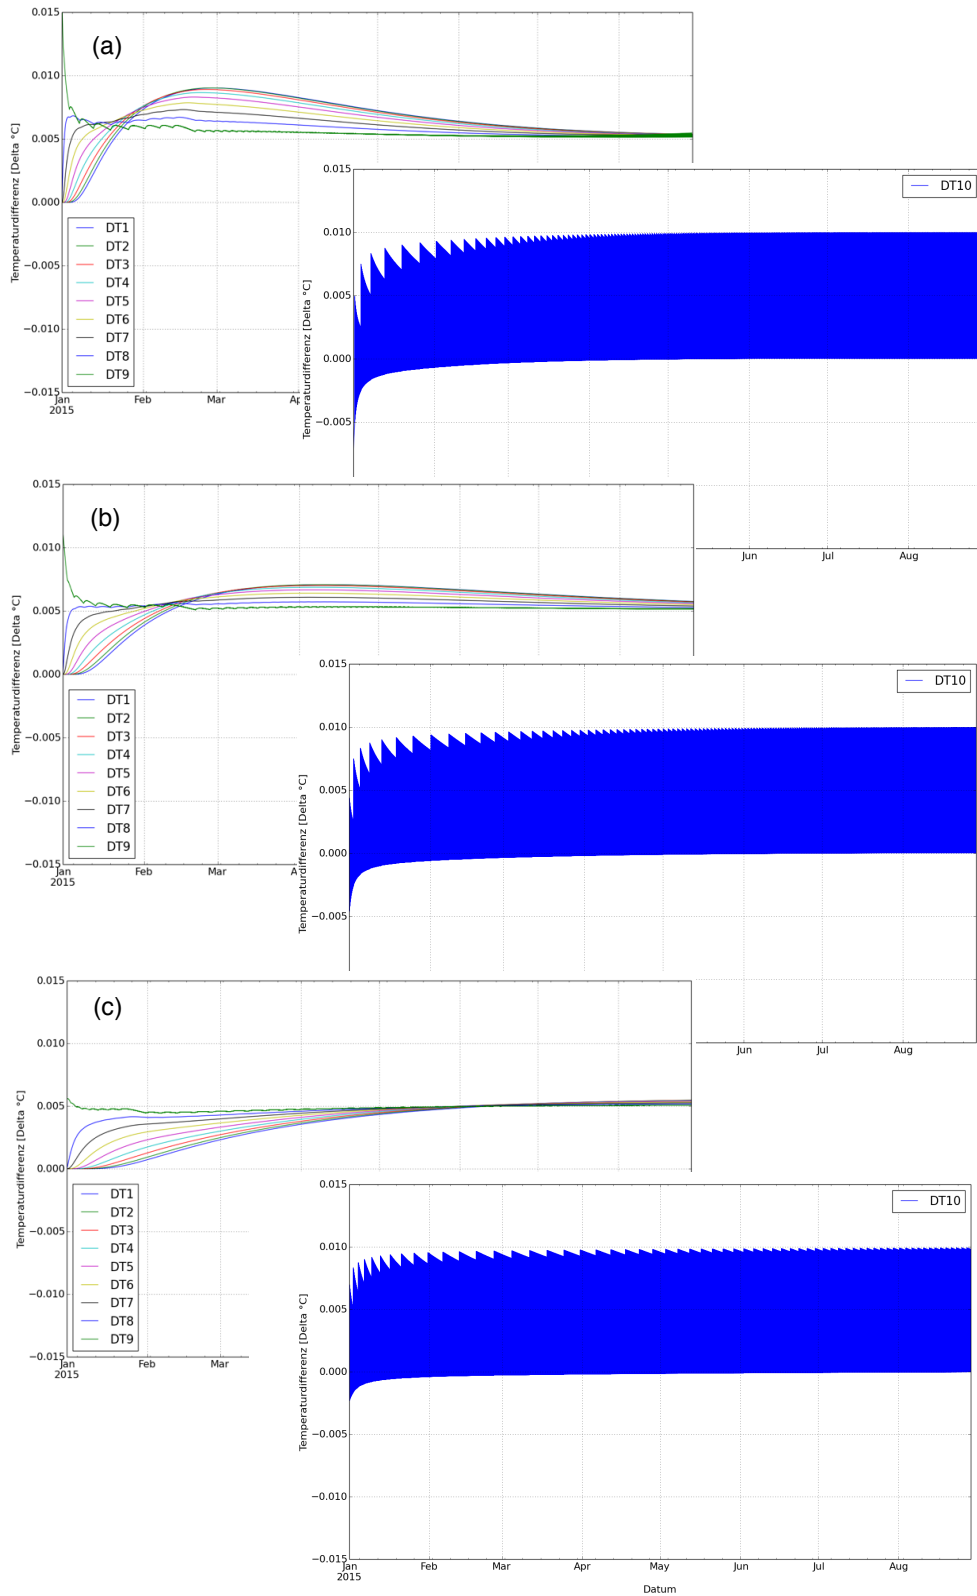 (a)
0.015
0.010
0.005
0.000
−0.005
−0.010
−0.015
Temperaturdifferenz [Delta °C]
DT1
DT2
DT3
DT4
DT5
DT6
DT7
DT8
DT9
Jan
2015
Feb
Mar
0.015
0.010
0.005
0.000
−0.005
Temperaturdifferenz [Delta °C]
DT10
Jun
Jul
Aug
(b)
0.015
0.010
0.005
0.000
−0.005
−0.010
−0.015
Temperaturdifferenz [Delta °C]
DT1
DT2
DT3
DT4
DT5
DT6
DT7
DT8
DT9
Jan
2015
Feb
Mar
0.015
0.010
0.005
0.000
−0.005
Temperaturdifferenz [Delta °C]
DT10
Jun
Jul
Aug
(c)
0.015
0.010
0.005
0.000
−0.005
−0.010
−0.015
Temperaturdifferenz [Delta °C]
DT1
DT2
DT3
DT4
DT5
DT6
DT7
DT8
DT9
Jan
2015
Feb
Mar
0.015
0.010
0.005
0.000
−0.005
−0.010
−0.015
Temperaturdifferenz [Delta °C]
DT10
Jan
2015
Feb
Mar
Apr
May
Jun
Jul
Aug
Datum